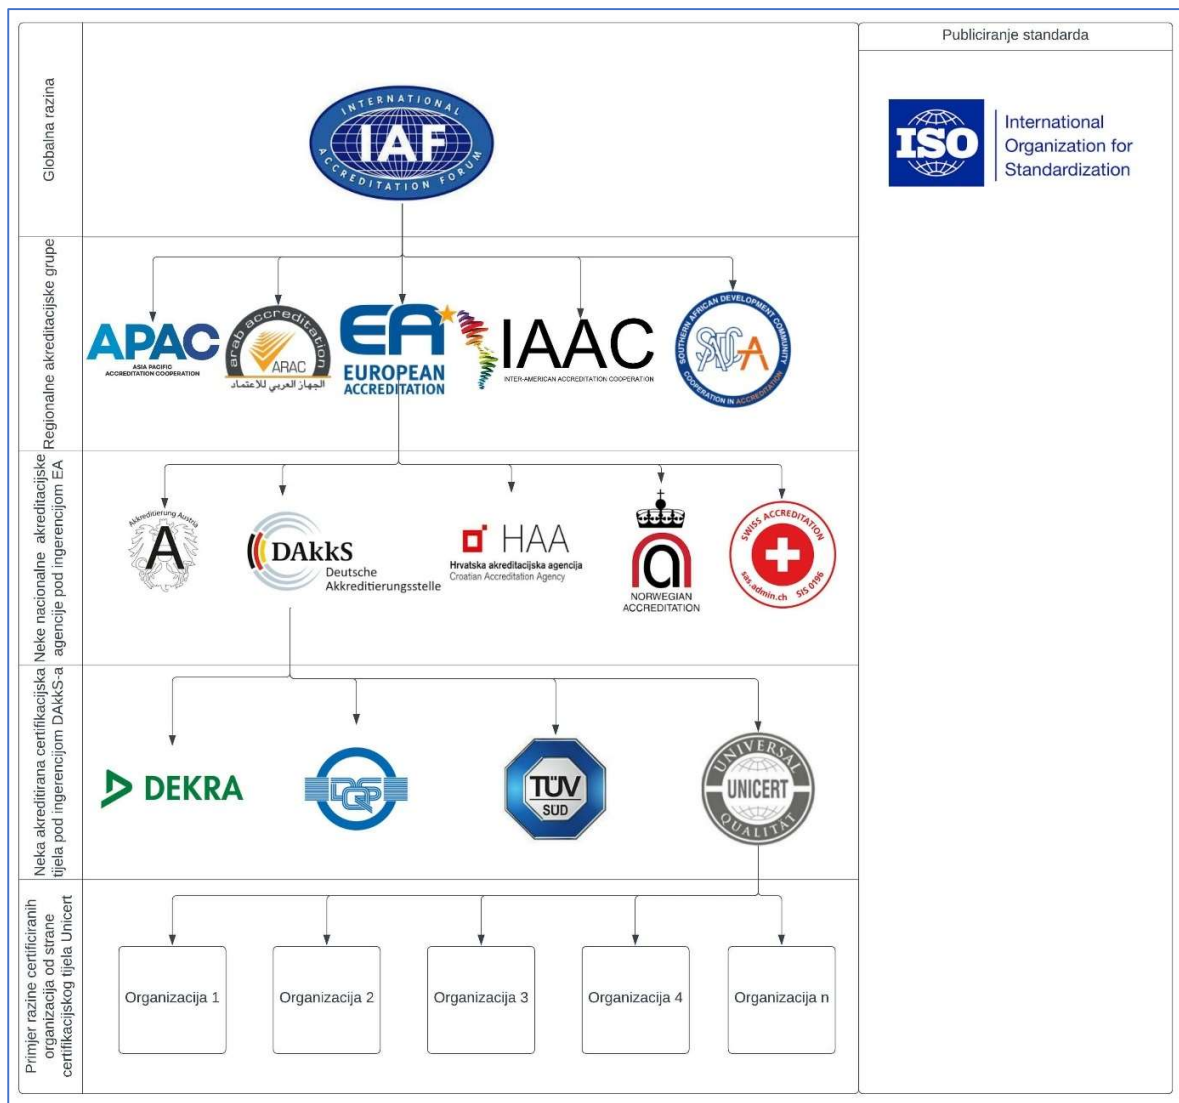 Publiciranje standarda
Globalna razina
INTERNATIONAL
IAF
ACCREDITATION FORUM
ISO
International
Organization for
Standardization
Regionalne akreditacijske grupe
APAC
ASIA PACIFIC
ACCREDITATION COOPERATION
arab accreditation
ARAC
الجهاز العربي للاعتماد
EA
EUROPEAN
ACCREDITATION
IAAC
INTER-AMERICAN ACCREDITATION COOPERATION
SOUTHERN AFRICAN DEVELOPMENT COMMUNITY
SADCA
COOPERATION IN ACCREDITATION
Neke nacionalne akreditacijske
agencije pod ingerencijom EA
Akkreditierung Austria
A
DAkkS
Deutsche
Akkreditierungsstelle
HAA
Hrvatska akreditacijska agencija
Croatian Accreditation Agency
NORWEGIAN
ACCREDITATION
SWISS ACCREDITATION
sas.admin.ch SIS 0196
Neka akreditirana certifikacijska
tijela pod ingerencijom DAkkS-a
DEKRA
DQS
TÜV
SÜD
UNIVERSAL
UNICERT
QUALITÄT
Primjer razine certificiranih
organizacija od strane
certifikacijskog tijela Unicert
Organizacija 1
Organizacija 2
Organizacija 3
Organizacija 4
Organizacija n